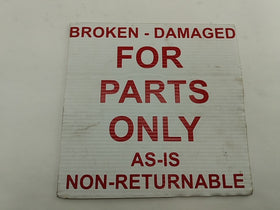 BROKEN - DAMAGED
FOR
PARTS
ONLY
AS-IS
NON-RETURNABLE